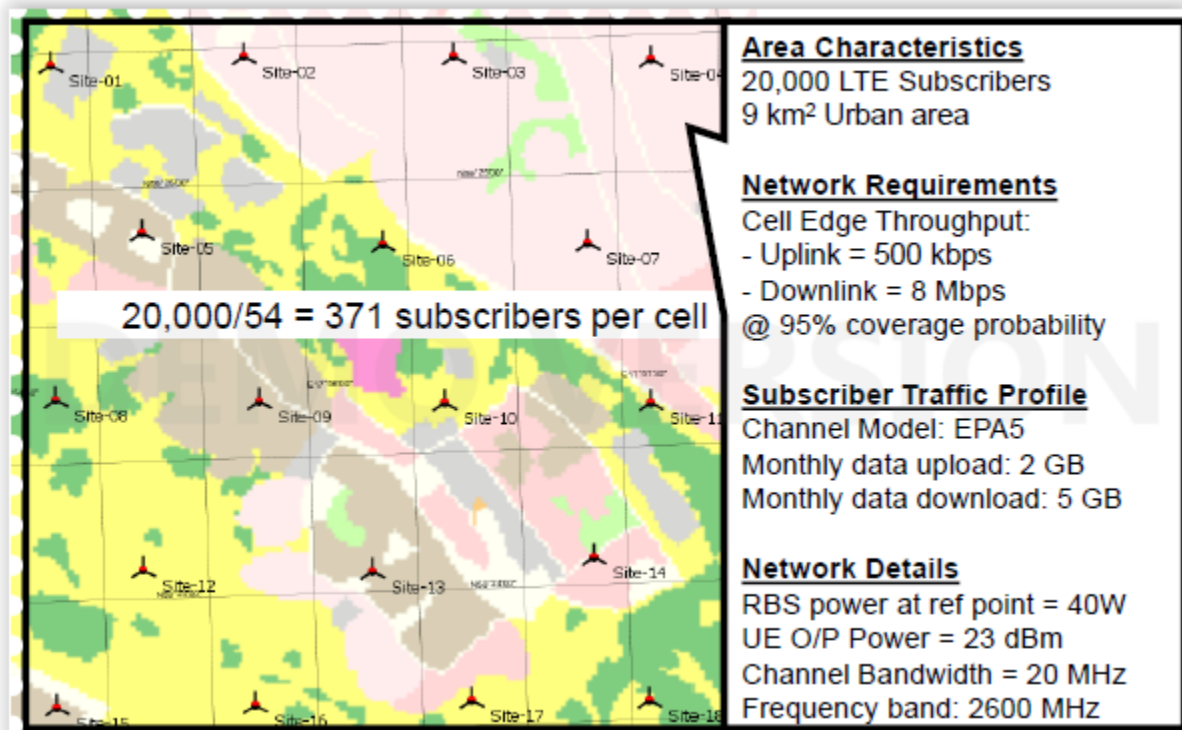 Site-01
Site-02
Site-03
Site-04
Site-05
Site-06
Site-07
20,000/54 = 371 subscribers per cell
Site-08
Site-09
Site-10
Site-11
Site-12
Site-13
Site-14
Site-15
Site-16
Site-17
Site-18
Area Characteristics
20,000 LTE Subscribers
9 km² Urban area
Network Requirements
Cell Edge Throughput:
- Uplink = 500 kbps
- Downlink = 8 Mbps
@ 95% coverage probability
Subscriber Traffic Profile
Channel Model: EPA5
Monthly data upload: 2 GB
Monthly data download: 5 GB
Network Details
RBS power at ref point = 40W
UE O/P Power = 23 dBm
Channel Bandwidth = 20 MHz
Frequency band: 2600 MHz
DEMO VERSION